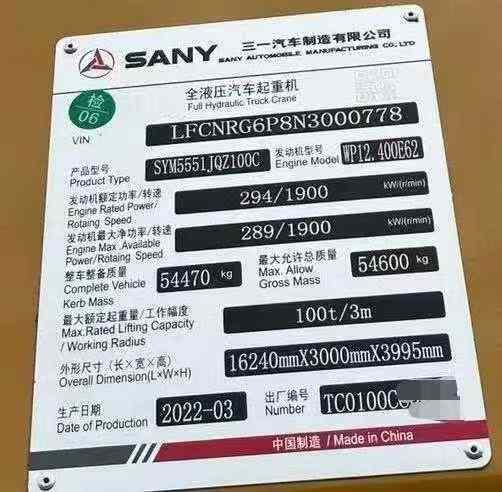 SANY 三一汽车制造有限公司
SANY AUTOMOBILE MANUFACTURING CO.,LTD
检
06
全液压汽车起重机
Full Hydraulic Truck Crane
VIN LFCNRG6P8N3000778
产品型号 发动机型号
Product Type SYM5551JQZ100C Engine Model WP12.400E62
发动机额定功率/转速
Engine Rated Power/ 294/1900 kW/(r/min)
Rotaing Speed
发动机最大净功率/转速
Engine Max .Available 289/1900 kW/(r/min)
Power/Rotaing Speed
整车整备质量 最大允许总质量
Complete Vehicle 54470 kg Max. Allow 54600 kg
Kerb Mass Gross Mass
最大额定起重量/工作幅度
Max.Rated Lifting Capacity 100t/3m
/ Working Radius
外形尺寸 (长×宽×高)
Overall Dimension(L×W×H) 16240mmX3000mmX3995mm
生产日期 出厂编号
Date of Production 2022-03 Number TC0100C
中国制造 / Made in China